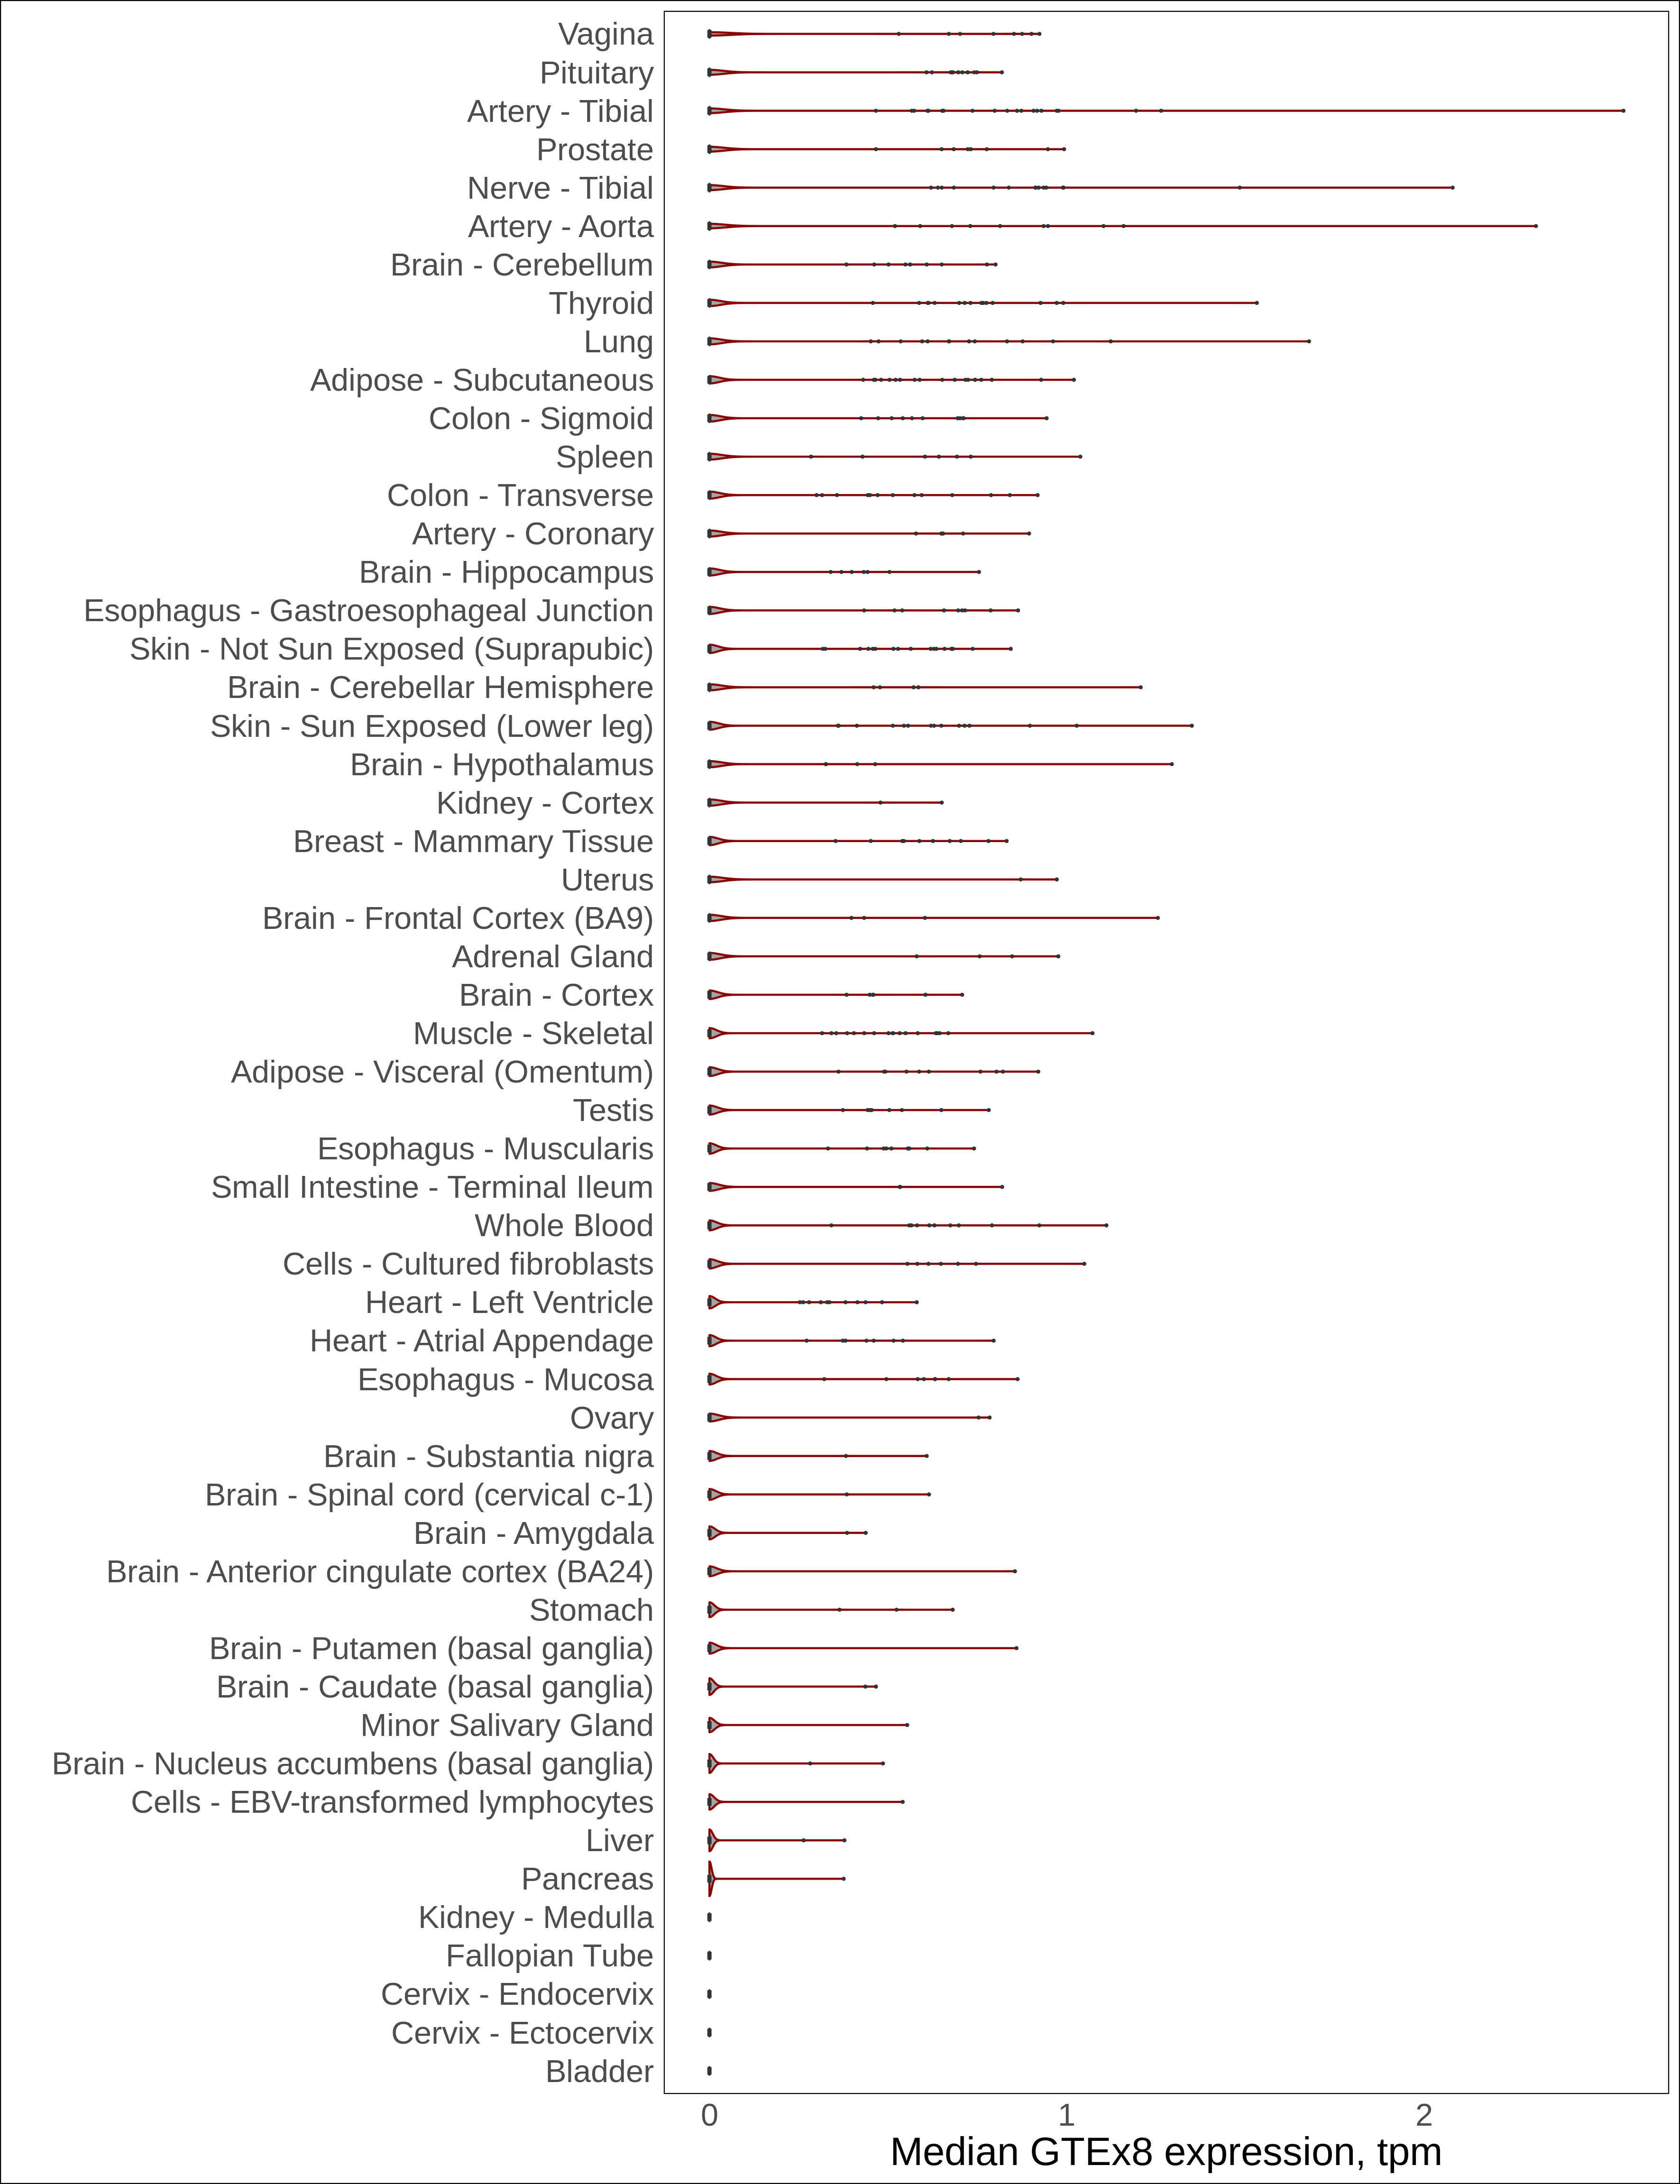 Vagina
Pituitary
Artery - Tibial
Prostate
Nerve - Tibial
Artery - Aorta
Brain - Cerebellum
Thyroid
Lung
Adipose - Subcutaneous
Colon - Sigmoid
Spleen
Colon - Transverse
Artery - Coronary
Brain - Hippocampus
Esophagus - Gastroesophageal Junction
Skin - Not Sun Exposed (Suprapubic)
Brain - Cerebellar Hemisphere
Skin - Sun Exposed (Lower leg)
Brain - Hypothalamus
Kidney - Cortex
Breast - Mammary Tissue
Uterus
Brain - Frontal Cortex (BA9)
Adrenal Gland
Brain - Cortex
Muscle - Skeletal
Adipose - Visceral (Omentum)
Testis
Esophagus - Muscularis
Small Intestine - Terminal Ileum
Whole Blood
Cells - Cultured fibroblasts
Heart - Left Ventricle
Heart - Atrial Appendage
Esophagus - Mucosa
Ovary
Brain - Substantia nigra
Brain - Spinal cord (cervical c-1)
Brain - Amygdala
Brain - Anterior cingulate cortex (BA24)
Stomach
Brain - Putamen (basal ganglia)
Brain - Caudate (basal ganglia)
Minor Salivary Gland
Brain - Nucleus accumbens (basal ganglia)
Cells - EBV-transformed lymphocytes
Liver
Pancreas
Kidney - Medulla
Fallopian Tube
Cervix - Endocervix
Cervix - Ectocervix
Bladder
0 1 2
Median GTEx8 expression, tpm